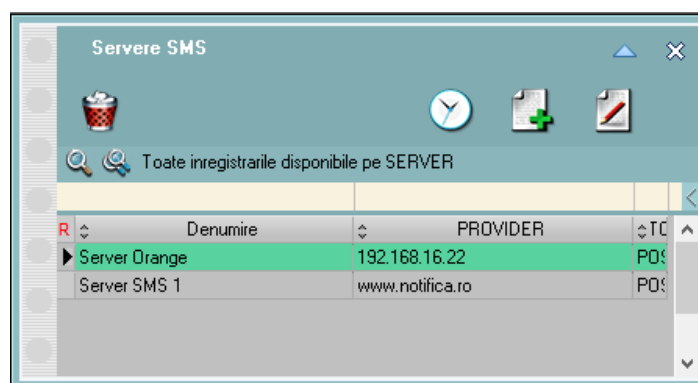 Servere SMS
Toate inregistrarile disponibile pe SERVER
R Denumire PROVIDER
Server Orange 192.168.16.22
Server SMS 1 www.notifica.ro